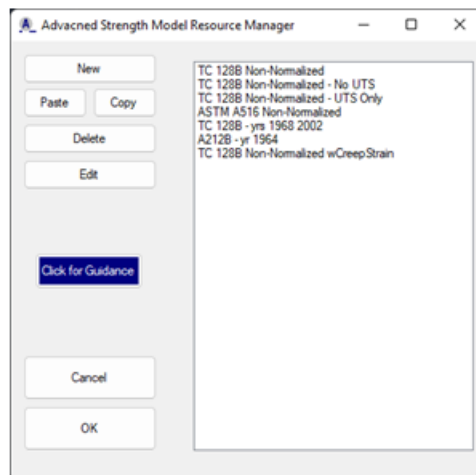 Advacned Strength Model Resource Manager
New
Paste
Copy
Delete
Edit
Click for Guidance
Cancel
OK
TC 128B Non-Normalized
TC 128B Non-Normalized - No UTS
TC 128B Non-Normalized - UTS Only
ASTM A516 Non-Normalized
TC 128B - yrs 1968 2002
A212B - yr 1964
TC 128B Non-Normalized wCreepStrain